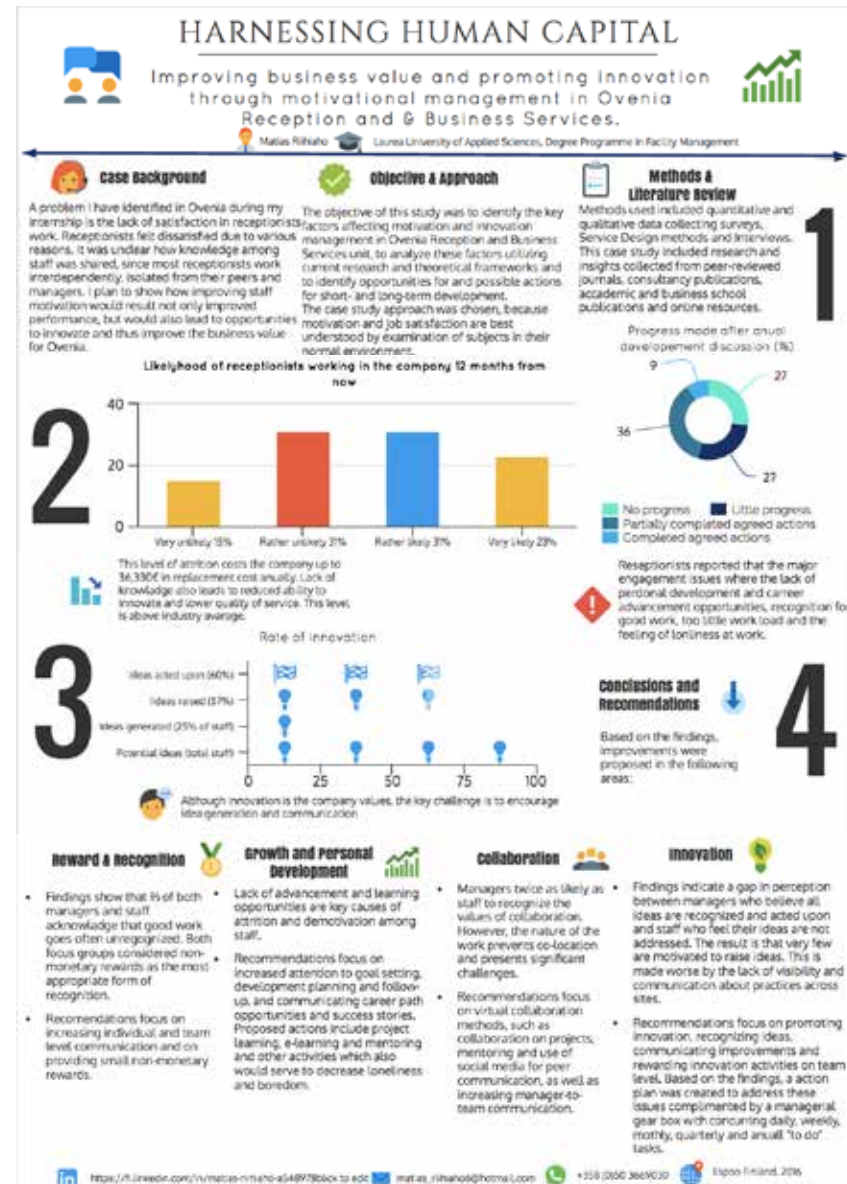 HARNESSING HUMAN CAPITAL
Improving business value and promoting innovation
through motivational management in Ovenia
Reception and & Business Services.
Matias Riihiaho
Laurea University of Applied Sciences, Degree Programme in Facility Management
Case Background
A problem I have identified in Ovenia during my
internship is the lack of satisfaction in receptionists
work. Receptionists felt dissatisfied due to various
reasons. It was unclear how knowledge among
staff was shared, since most receptionists work
interdependently, isolated from their peers and
managers. I plan to show how improving staff
motivation would result not only improved
performance, but would also lead to opportunities
to innovate and thus improve the business value
for Ovenia.
Objective & Approach
The objective of this study was to identify the key
factors affecting motivation and innovation
management in Ovenia Reception and Business
Services unit, to analyze these factors utilizing
current research and theoretical frameworks and
to identify opportunities for and possible actions
for short- and long-term development.
The case study approach was chosen, because
motivation and job satisfaction are best
understood by examination of subjects in their
normal environment.
Methods &
Literature Review
Methods used included quantitative and
qualitative data collecting surveys,
Service Design methods and Interviews.
This case study included research and
insights collected from peer-reviewed
journals, consultancy publications,
accademic and business school
publications and online resources.
1
Progress made after anual
developement discussion (%)
9
27
36
27
No progress
Little progress
Partially completed agreed actions
Completed agreed actions
2
Likelyhood of receptionists working in the company 12 months from
now
40
20
0
Very unlikely 15%
Rather unlikely 31%
Rather likely 31%
Very likely 23%
This level of attrition costs the company up to
36,330€ in replacement cost anually. Lack of
knowledge also leads to reduced ability to
innovate and lower quality of service. This level
is above industry avarage.
Reseptionists reported that the major
engagement issues where the lack of
perdonal development and carreer
advancement opportunities, recognition for
good work, too little work load and the
feeling of lonliness at work.
3
Rate of innovation
Ideas acted upon (60%)
Ideas raised (57%)
Ideas generated (25% of staff)
Potential ideas (total staff)
0
25
50
75
100
Although innovation is the company values, the key challenge is to encourage
idea generation and communication
4
Conclusions and
Recomendations
Based on the findings,
improvements were
proposed in the following
areas:
Reward & Recognition
• Findings show that ⅔ of both
managers and staff
acknowledge that good work
goes often unregognized. Both
focus groups considered non-
monetary rewards as the most
appropriate form of
recognition.
• Recomendations focus on
increasing individual and team
level communication and on
providing small non-monetary
rewards.
Growth and Personal
Development
• Lack of advancement and learning
opportunities are key causes of
attrition and demotivation among
staff.
• Recommendations focus on
increased attention to goal setting,
development planning and follow-
up, and communicating career path
opportunities and success stories.
Proposed actions include project
learning, e-learning and mentoring
and other activities which also
would serve to decrease loneliness
and boredom.
Collaboration
• Managers twice as likely as
staff to recognize the
values of collaboration.
However, the nature of the
work prevents co-location
and presents significant
challenges.
• Recommendations focus
on virtual collaboration
methods, such as
collaboration on projects,
mentoring and use of
social media for peer
communication, as well as
increasing manager-to-
team communication.
Innovation
• Findings indicate a gap in perception
between managers who believe all
ideas are recognized and acted upon
and staff who feel their ideas are not
addressed. The result is that very few
are motivated to raise ideas. This is
made worse by the lack of visibility and
communication about practices across
sites.
• Recommendations focus on promoting
innovation, recognizing ideas,
communicating improvements and
rewarding innovation activities on team
level. Based on the findings, a action
plan was created to address these
issues complimented by a managerial
gear box with concurring daily, weekly,
mothly, quarterly and anuall "to do"
tasks.
in
+358 (0)50 3669030
Espoo Finland, 2016